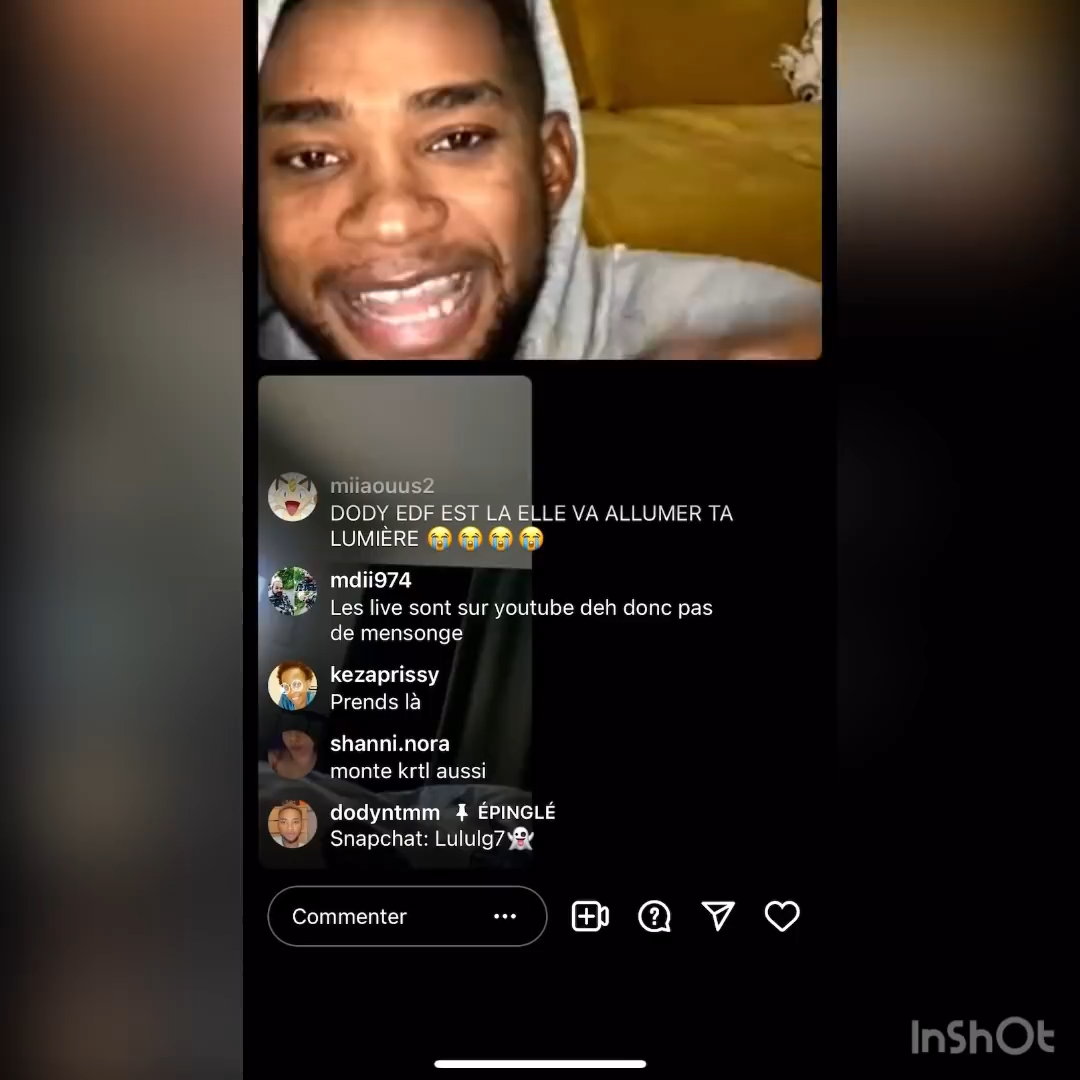 miiaouus2
DODY EDF EST LA ELLE VA ALLUMER TA
LUMIÈRE 😭😭😭😭
mdii974
Les live sont sur youtube deh donc pas
de mensonge
kezaprissy
Prends là
shanni.nora
monte krtl aussi
dodyntmm ÉPINGLÉ
Snapchat: Lululg7👻
Commenter
InShOt